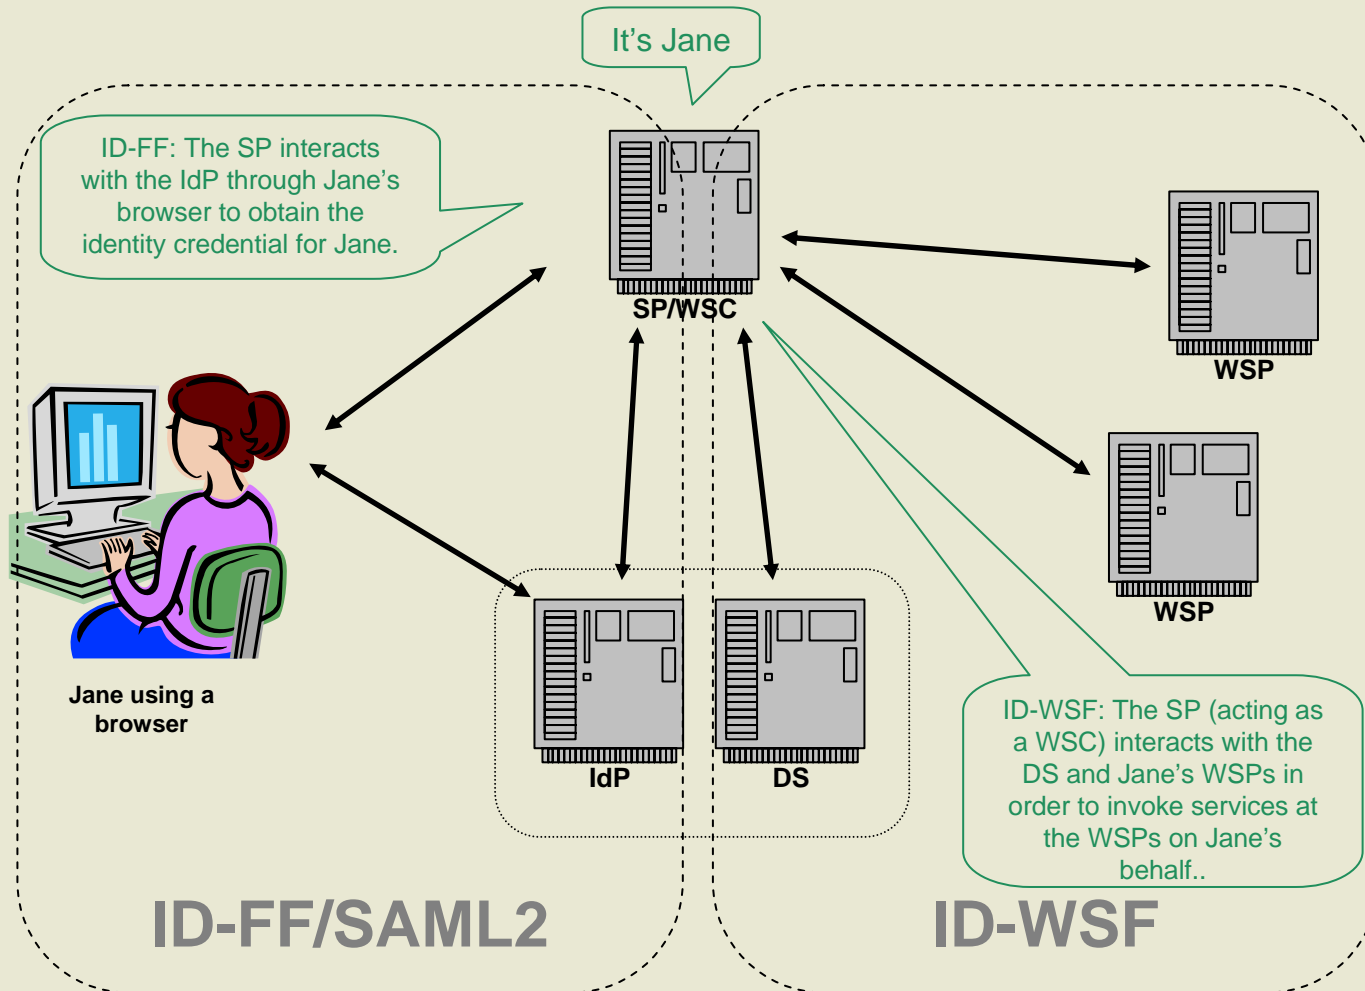 It's Jane
ID-FF: The SP interacts
with the IdP through Jane's
browser to obtain the
identity credential for Jane.
SP/WSC
WSP
WSP
Jane using a
browser
IdP
DS
ID-WSF: The SP (acting as
a WSC) interacts with the
DS and Jane's WSPs in
order to invoke services at
the WSPs on Jane's
behalf..
ID-FF/SAML2
ID-WSF